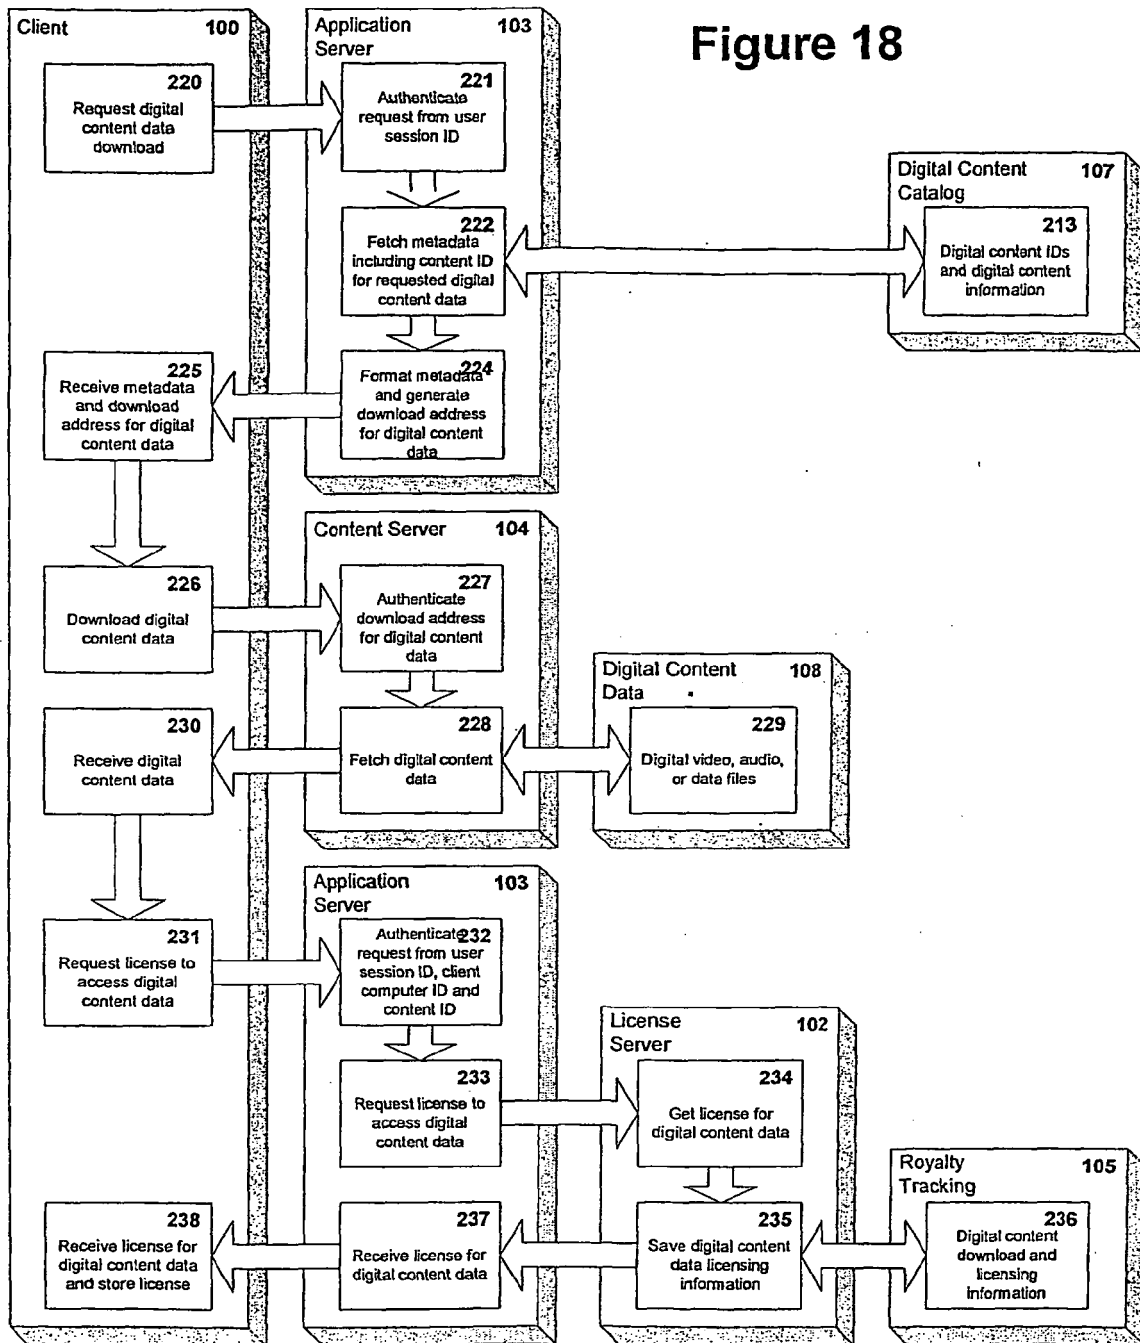 Figure 18
Client 100
220
Request digital
content data
download
Application 103
Server
221
Authenticate
request from user
session ID
222
Fetch metadata
including content ID
for requested digital
content data
Digital Content 107
Catalog
213
Digital content IDs
and digital content
information
224
Format metadata
and generate
download address
for digital content
data
225
Receive metadata
and download
address for digital
content data
226
Download digital
content data
Content Server 104
227
Authenticate
download address
for digital content
data
228
Fetch digital content
data
Digital Content 108
Data
229
Digital video, audio,
or data files
230
Receive digital
content data
231
Request license to
access digital
content data
Application 103
Server
232
Authenticate
request from user
session ID, client
computer ID and
content ID
233
Request license to
access digital
content data
License 102
Server
234
Get license for
digital content data
235
Save digital content
data licensing
information
Royalty 105
Tracking
236
Digital content
download and
licensing
information
237
Receive license for
digital content data
238
Receive license for
digital content data
and store license